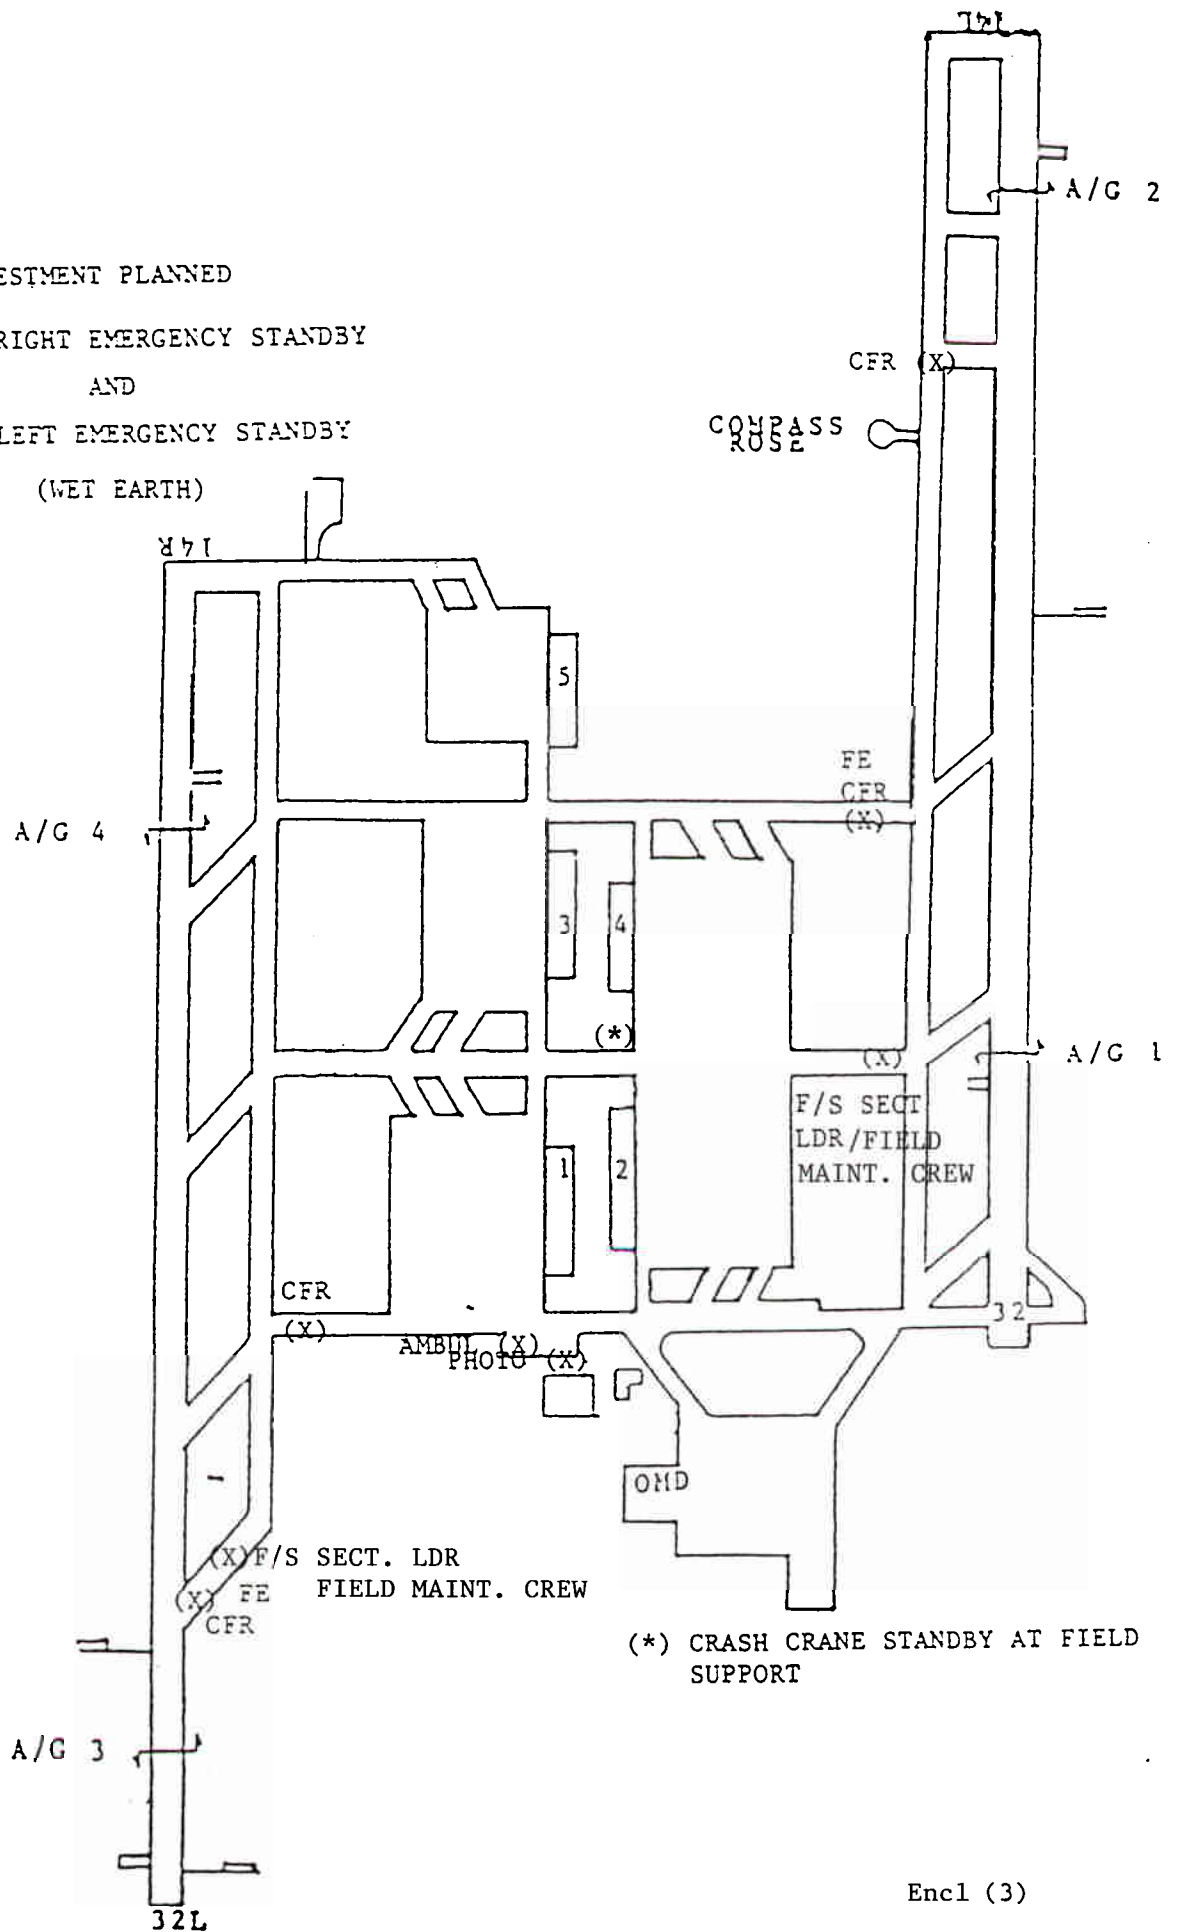 14L
A/G 2
ESTMENT PLANNED
RIGHT EMERGENCY STANDBY
AND
LEFT EMERGENCY STANDBY
(WET EARTH)
CFR (X)
COMPASS
ROSE
14R
5
FE
CFR
(X)
A/G 4
3
4
(*)
(X)
A/G 1
F/S SECT
LDR/FIELD
MAINT. CREW
1
2
CFR
(X)
AMBUL (X)
PHOTO (X)
32
OMD
(X) F/S SECT. LDR
FIELD MAINT. CREW
(X) FE
CFR
(*) CRASH CRANE STANDBY AT FIELD
SUPPORT
A/G 3
32L
Encl (3)